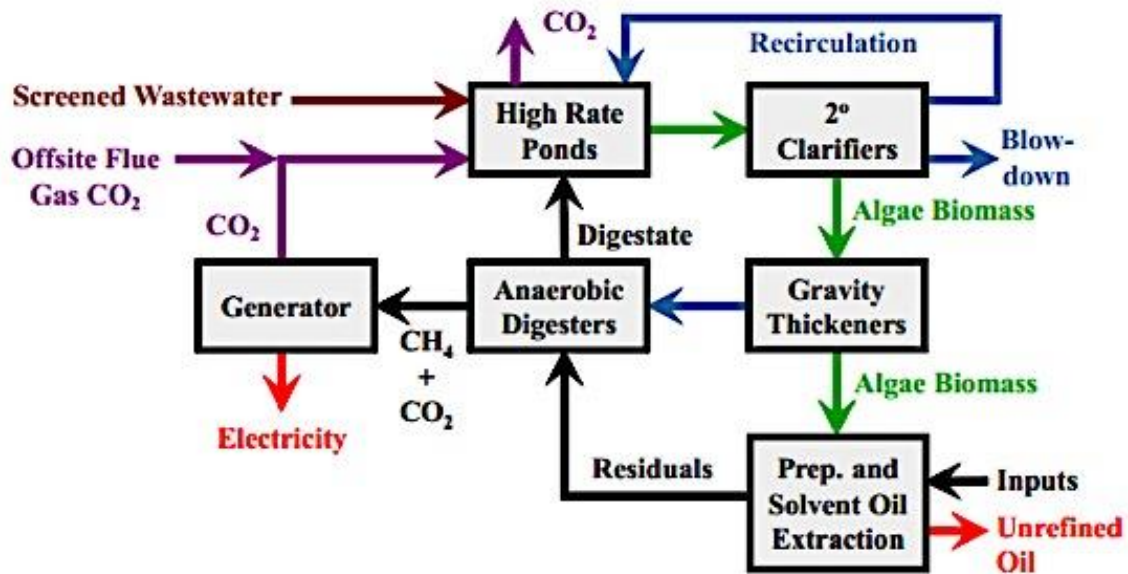 CO₂
Recirculation
Screened Wastewater
High Rate
Ponds
2º
Clarifiers
Offsite Flue
Gas CO₂
Blow-
down
CO₂
Digestate
Algae Biomass
Generator
Anaerobic
Digesters
Gravity
Thickeners
CH₄
+
CO₂
Algae Biomass
Electricity
Residuals
Prep. and
Solvent Oil
Extraction
Inputs
Unrefined
Oil